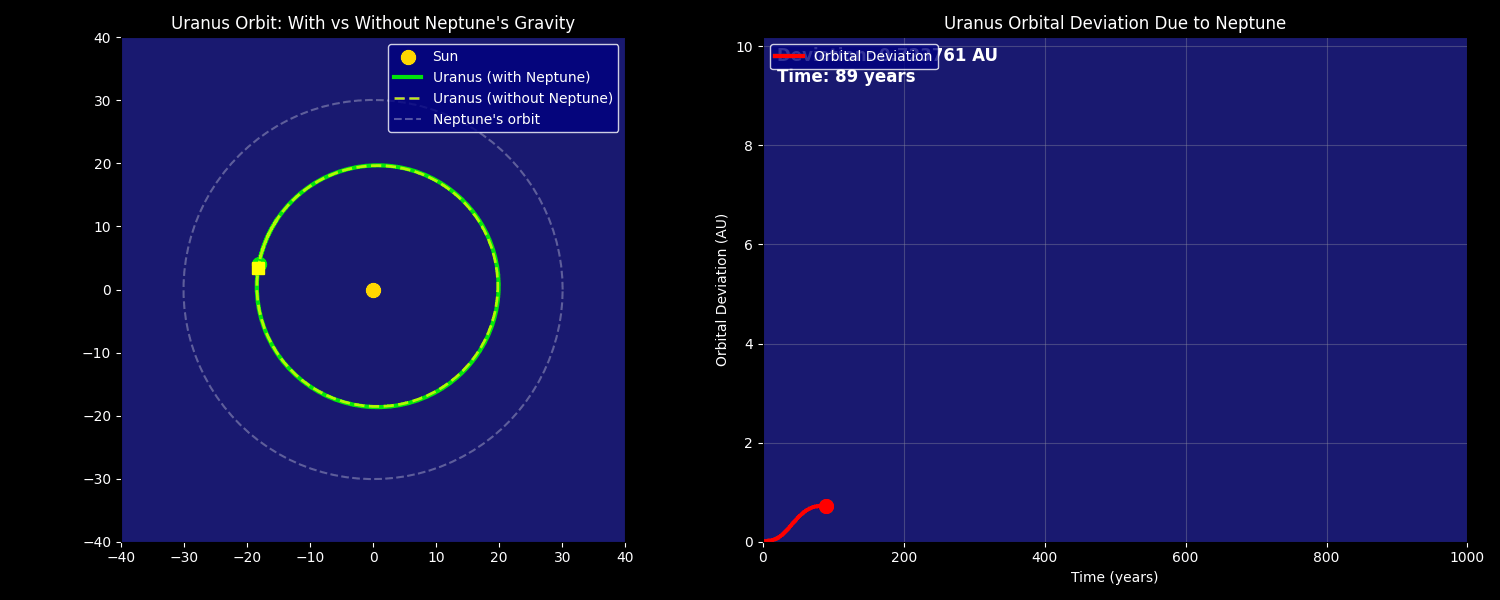 Uranus Orbit: With vs Without Neptune's Gravity
40
30
20
10
0
−10
−20
−30
−40
−40
−30
−20
−10
0
10
20
30
40
Sun
Uranus (with Neptune)
Uranus (without Neptune)
Neptune's orbit
Uranus Orbital Deviation Due to Neptune
Orbital Deviation (AU)
10
8
6
4
2
0
0
200
400
600
800
1000
Time (years)
Orbital Deviation
761 AU
Time: 89 years